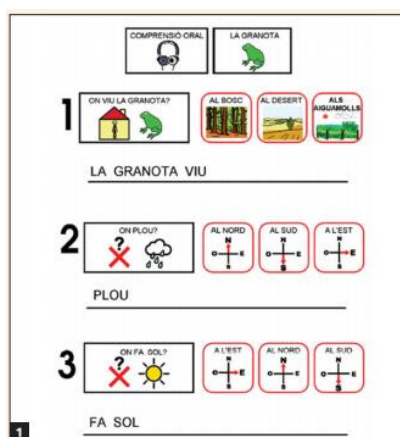 COMPRENSIÓ ORAL
LA GRANOTA
1
ON VIU LA GRANOTA?
AL BOSC
AL DESERT
ALS
AIGUAMOLLS
LA GRANOTA VIU
2
ON PLOU?
?
AL NORD
N
O E
S
AL SUD
N
O E
S
A L'EST
N
O E
S
PLOU
3
ON FA SOL?
?
A L'EST
N
O E
S
AL NORD
N
O E
S
AL SUD
N
O E
S
FA SOL
1